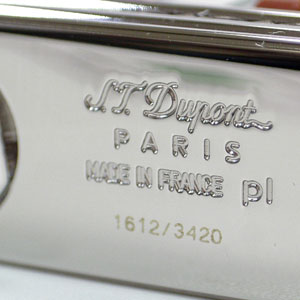 S.T. Dupont
PARIS
MADE IN FRANCE pl
1612/3420